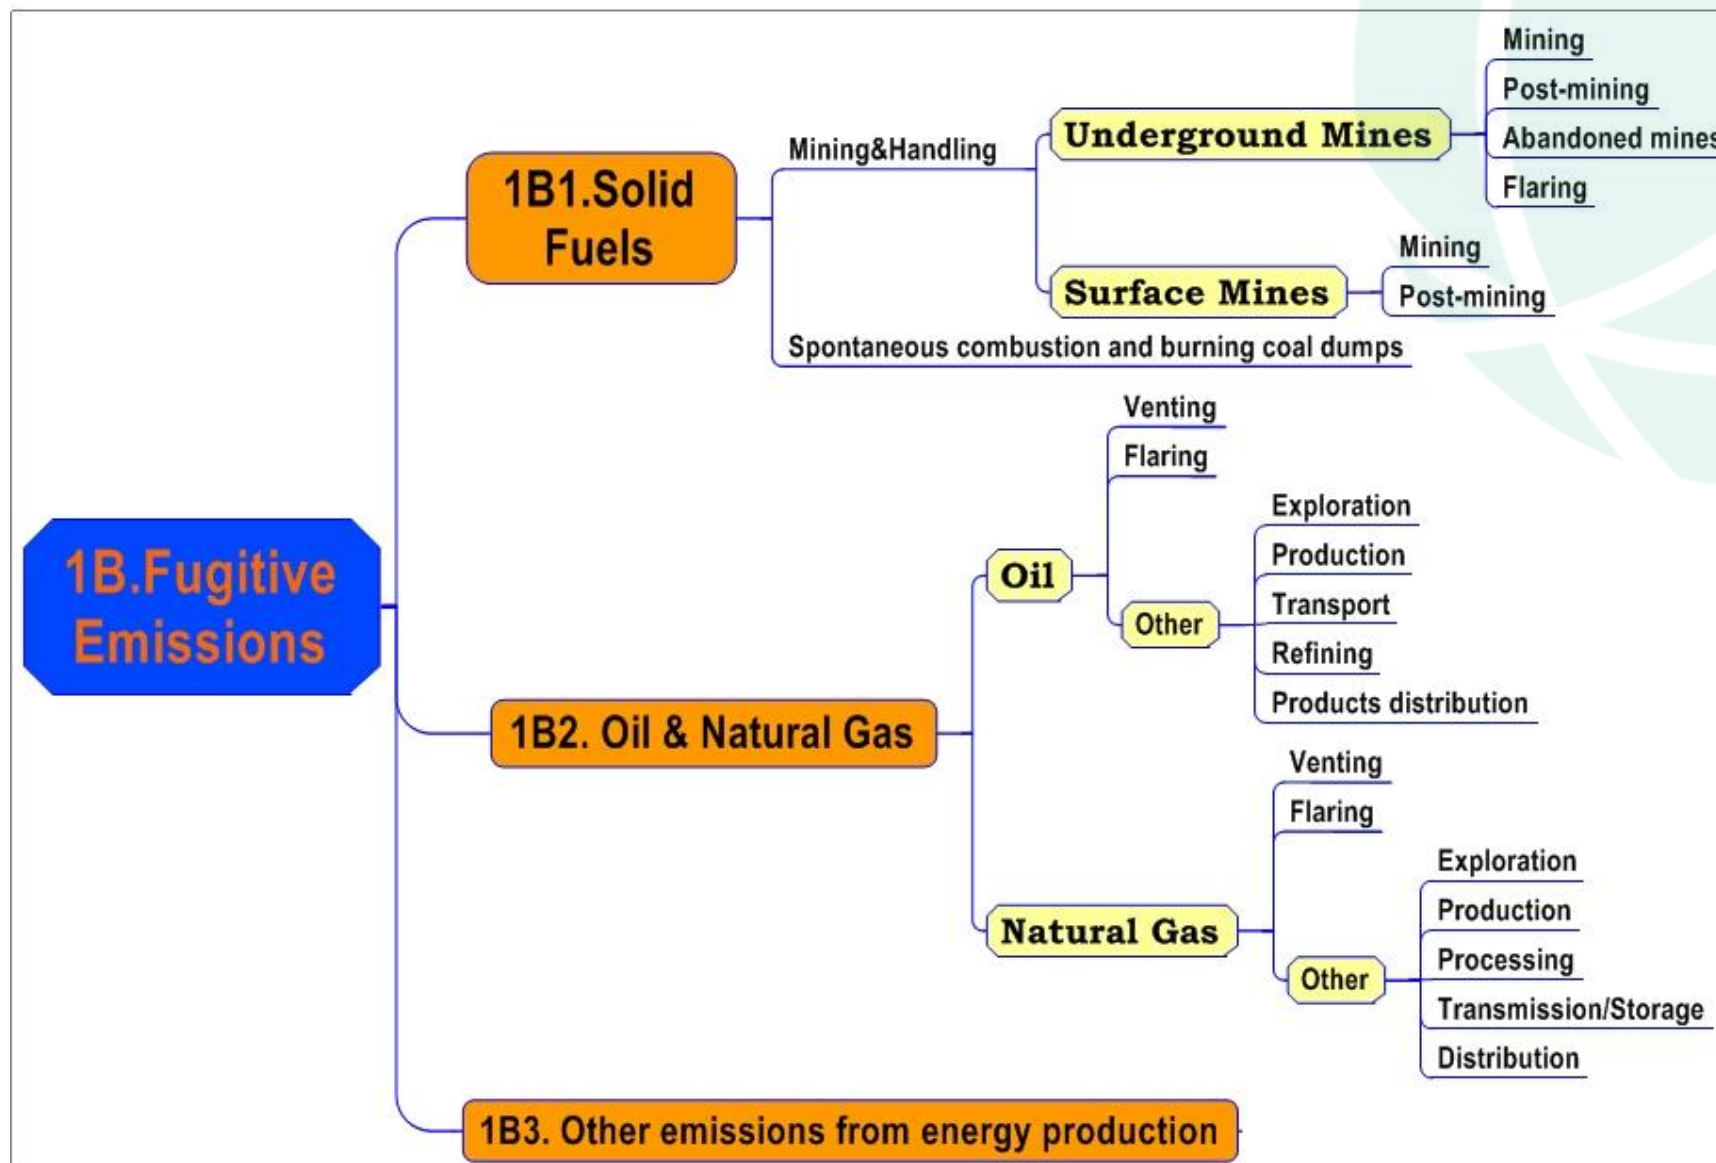 1B.Fugitive
Emissions
1B1.Solid
Fuels
Mining&Handling
Underground Mines
Mining
Post-mining
Abandoned mines
Flaring
Surface Mines
Mining
Post-mining
Spontaneous combustion and burning coal dumps
1B2. Oil & Natural Gas
Oil
Venting
Flaring
Other
Exploration
Production
Transport
Refining
Products distribution
Natural Gas
Venting
Flaring
Other
Exploration
Production
Processing
Transmission/Storage
Distribution
1B3. Other emissions from energy production